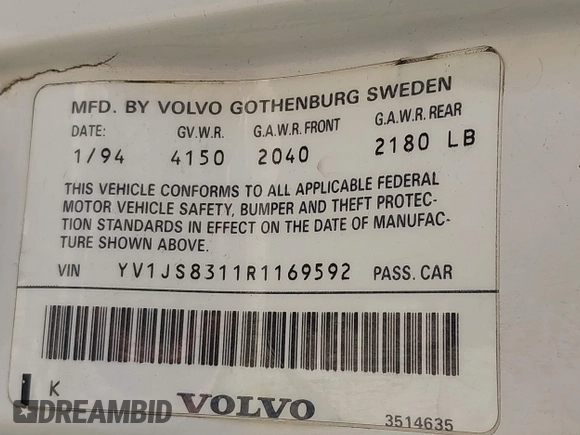 MFD. BY VOLVO GOTHENBURG SWEDEN
DATE: G.V.W.R. G.A.W.R. FRONT G.A.W.R. REAR
1/94 4150 2040 2180 LB
THIS VEHICLE CONFORMS TO ALL APPLICABLE FEDERAL
MOTOR VEHICLE SAFETY, BUMPER AND THEFT PROTEC-
TION STANDARDS IN EFFECT ON THE DATE OF MANUFAC-
TURE SHOWN ABOVE.
VIN YV1JS8311R1169592 PASS. CAR
K VOLVO 3514635
DREAMBID